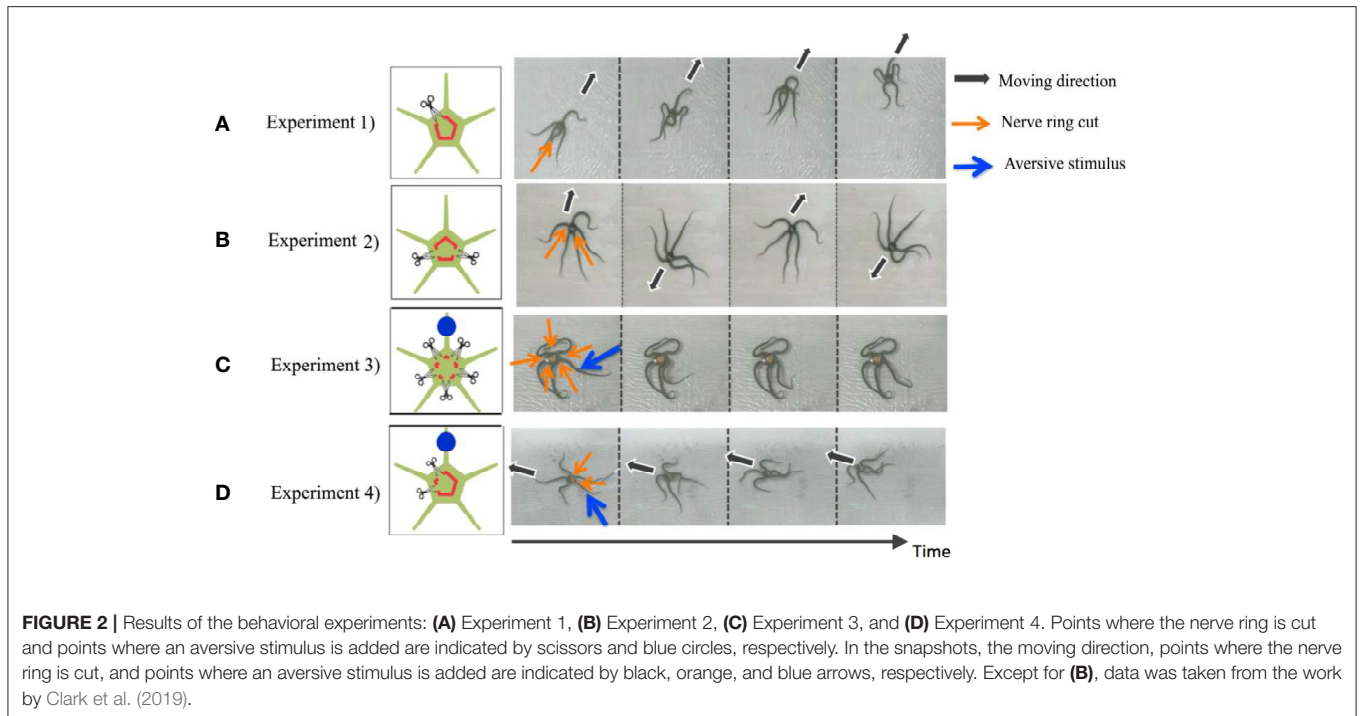 A Experiment 1)
Moving direction
Nerve ring cut
Aversive stimulus
B Experiment 2)
C Experiment 3)
D Experiment 4)
Time
FIGURE 2 | Results of the behavioral experiments: (A) Experiment 1, (B) Experiment 2, (C) Experiment 3, and (D) Experiment 4. Points where the nerve ring is cut
and points where an aversive stimulus is added are indicated by scissors and blue circles, respectively. In the snapshots, the moving direction, points where the nerve
ring is cut, and points where an aversive stimulus is added are indicated by black, orange, and blue arrows, respectively. Except for (B), data was taken from the work
by Clark et al. (2019).